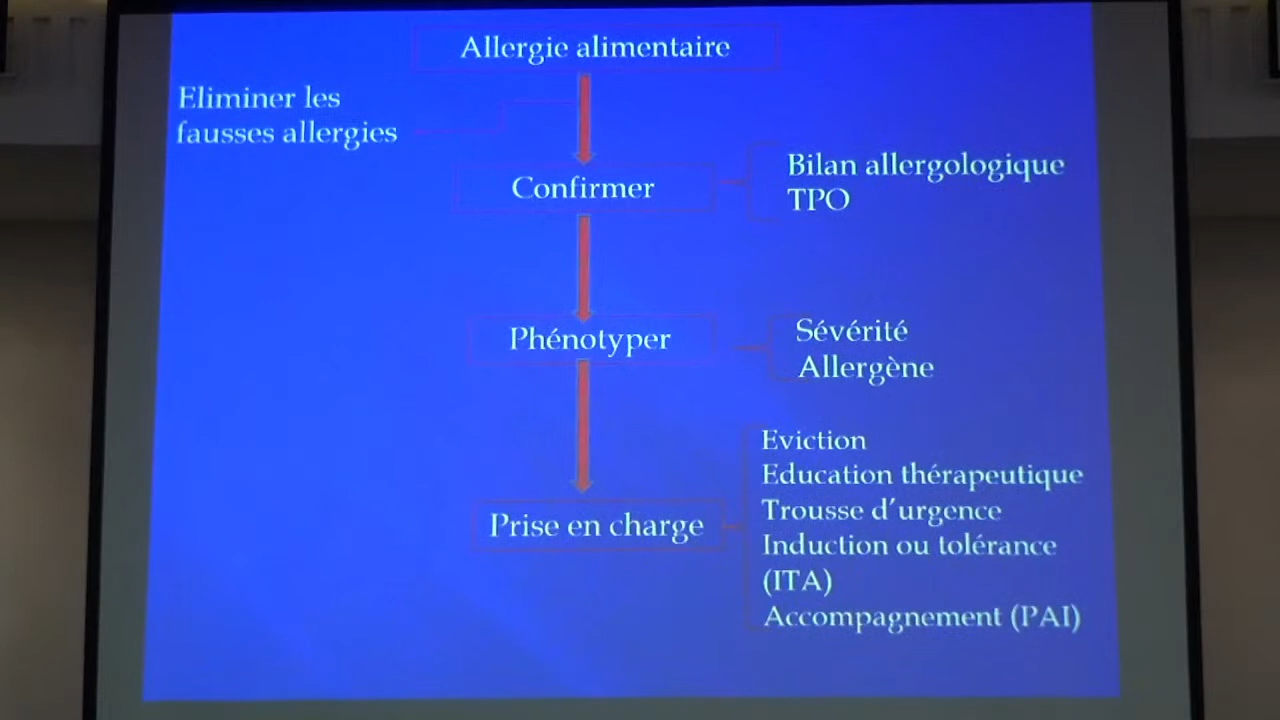 Allergie alimentaire
Eliminer les
fausses allergies
Confirmer
Bilan allergologique
TPO
Phénotyper
Sévérité
Allergène
Prise en charge
Eviction
Education thérapeutique
Trousse d'urgence
Induction ou tolérance
(ITA)
Accompagnement (PAI)